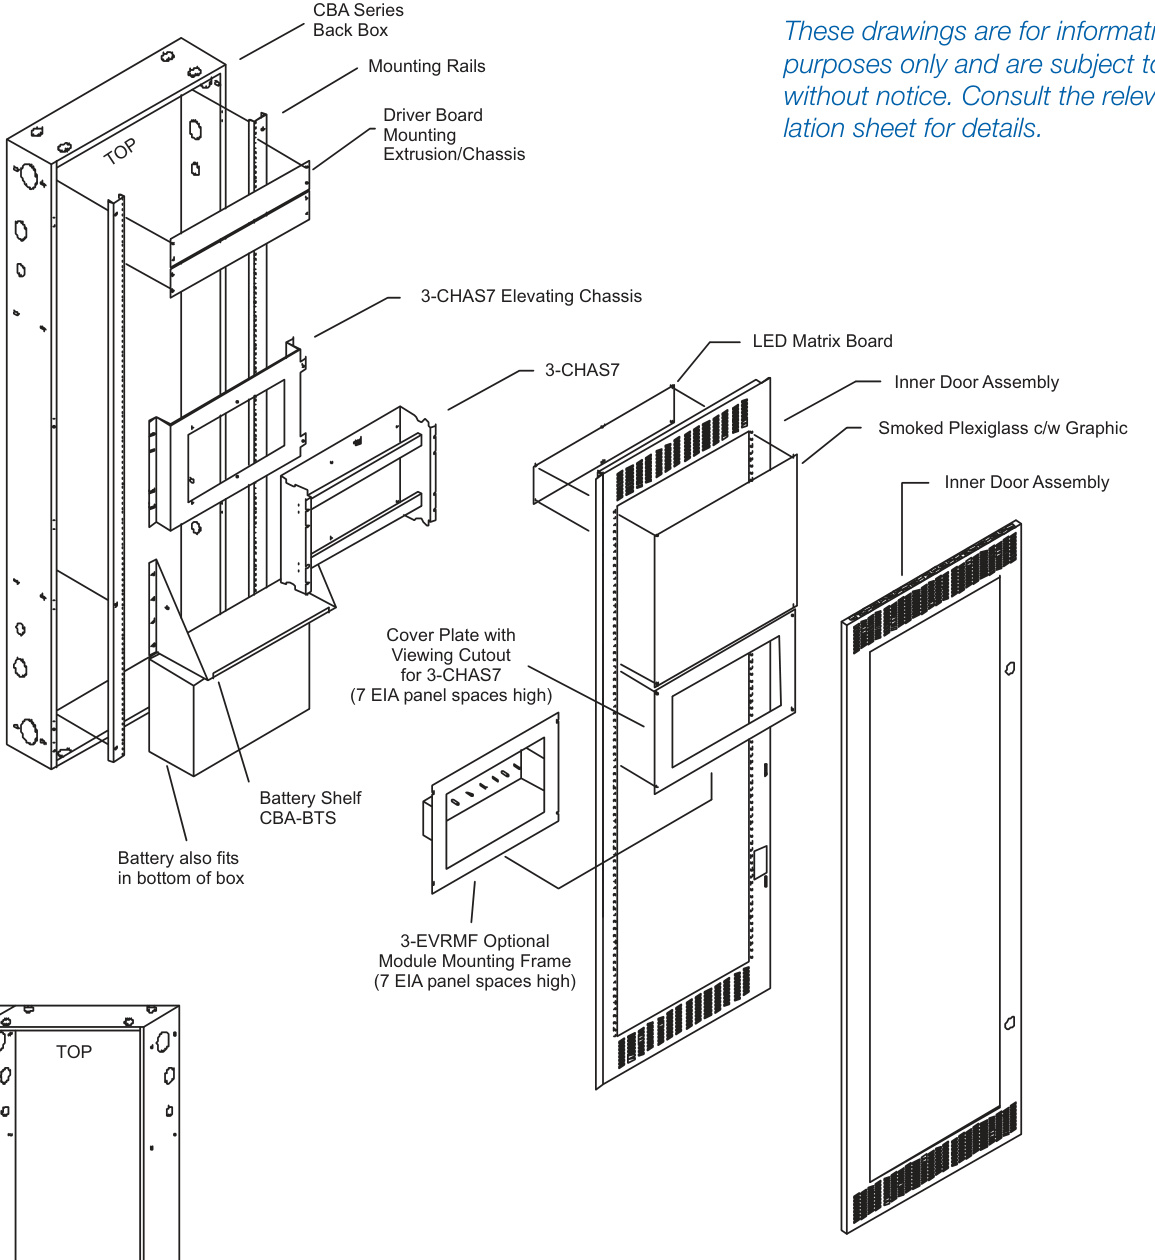 CBA Series
Back Box
These drawings are for informati
purposes only and are subject to
without notice. Consult the relev
lation sheet for details.
Mounting Rails
Driver Board
Mounting
Extrusion/Chassis
TOP
3-CHAS7 Elevating Chassis
LED Matrix Board
3-CHAS7
Inner Door Assembly
Smoked Plexiglass c/w Graphic
Inner Door Assembly
Cover Plate with
Viewing Cutout
for 3-CHAS7
(7 EIA panel spaces high)
Battery Shelf
CBA-BTS
Battery also fits
in bottom of box
3-EVRMF Optional
Module Mounting Frame
(7 EIA panel spaces high)
TOP